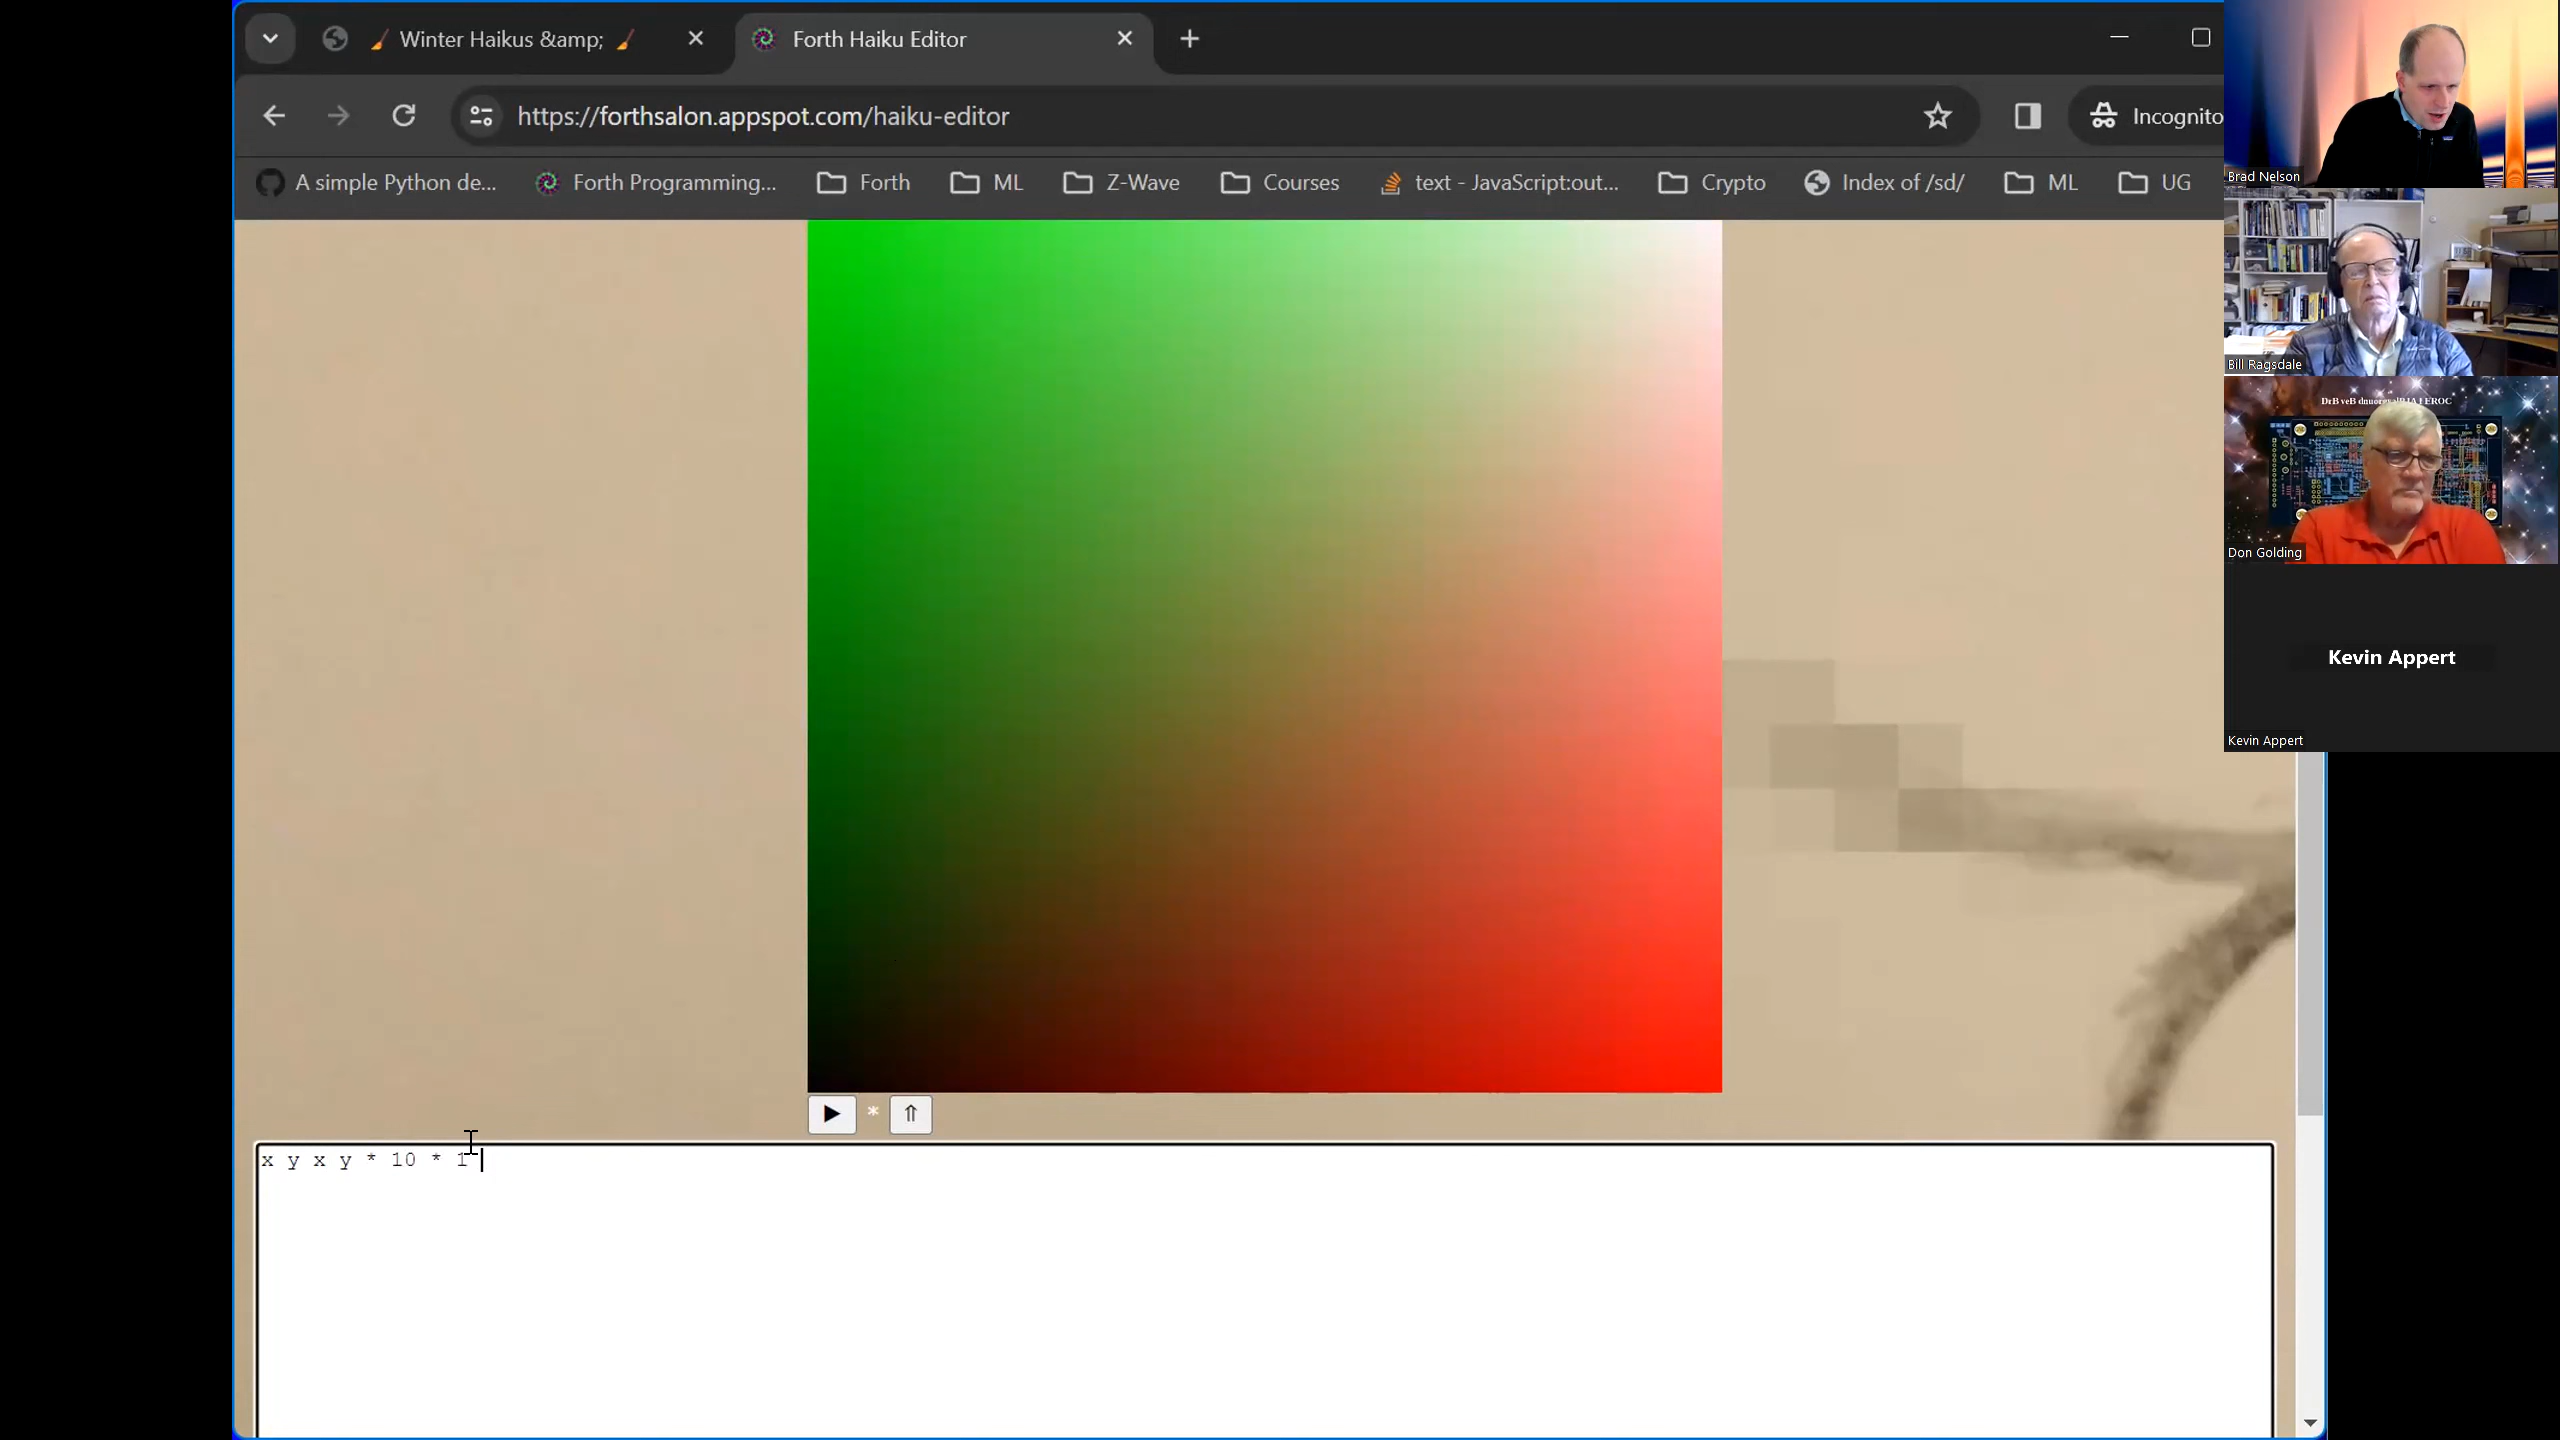 Winter Haikus &amp;
Forth Haiku Editor
https://forthsalon.appspot.com/haiku-editor
Incognito
A simple Python de...
Forth Programming...
Forth
ML
Z-Wave
Courses
text - JavaScript:out...
Crypto
Index of /sd/
ML
UG
Brad Nelson
Bill Ragsdale
Don Golding
Kevin Appert
Kevin Appert
*
x y x y * 10 * 1